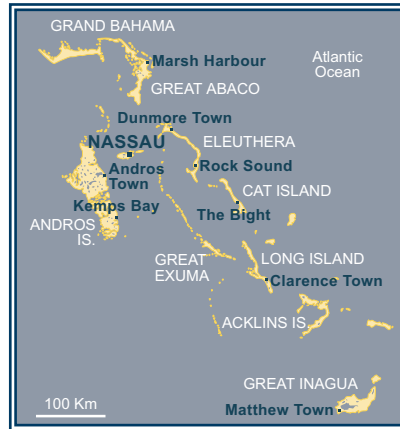 GRAND BAHAMA
Marsh Harbour
Atlantic
Ocean
GREAT ABACO
Dunmore Town
NASSAU
ELEUTHERA
Andros
Town
Rock Sound
CAT ISLAND
Kemps Bay
The Bight
ANDROS
IS.
GREAT
EXUMA
LONG ISLAND
Clarence Town
ACKLINS IS.
GREAT INAGUA
100 Km
Matthew Town